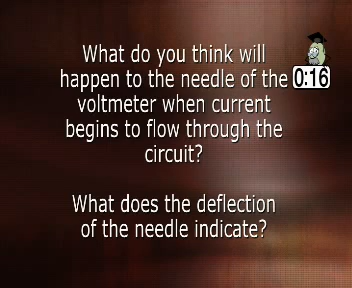 What do you think will
happen to the needle of the
voltmeter when current
begins to flow through the
circuit?
What does the deflection
of the needle indicate?
0:16